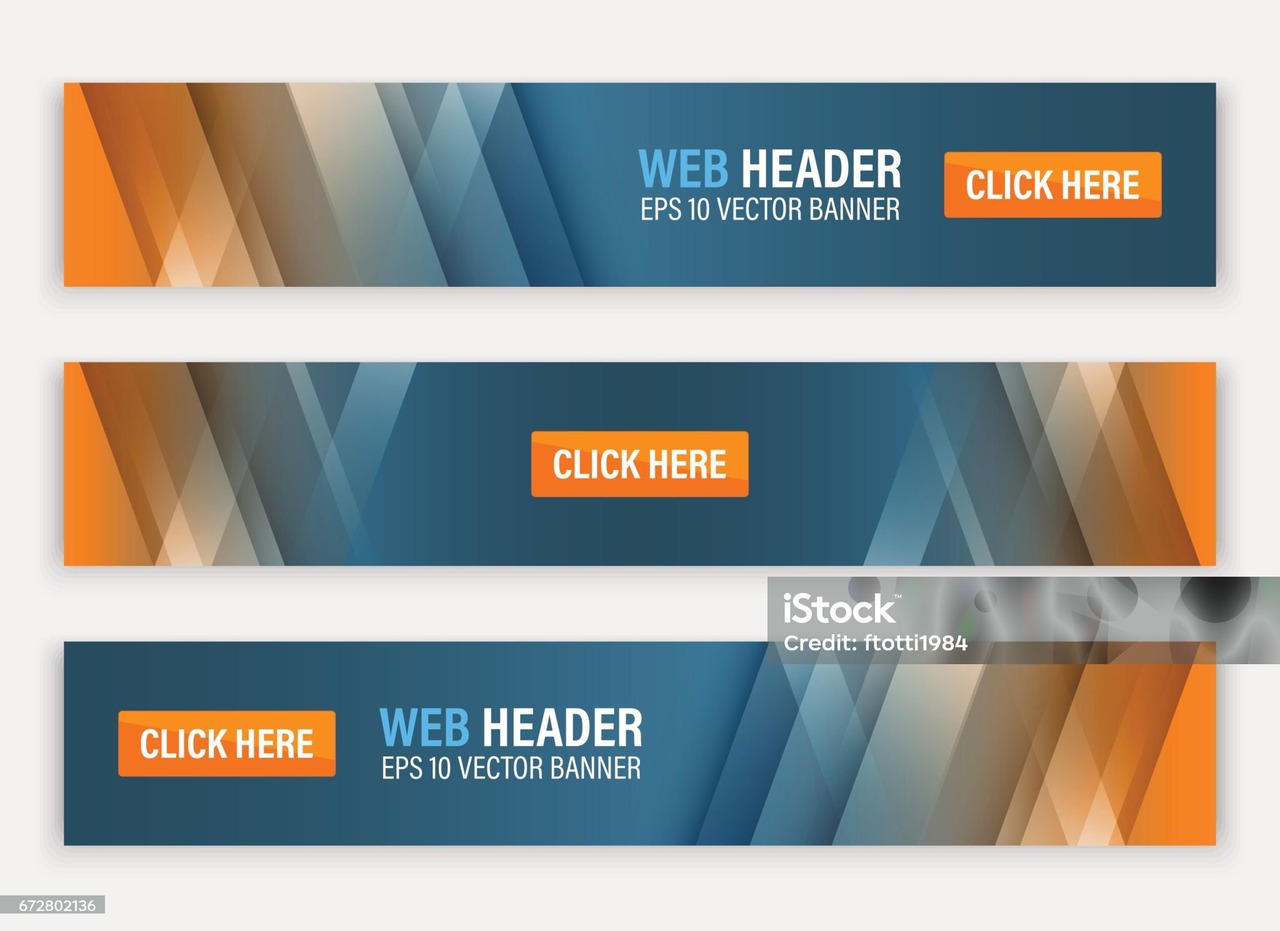 WEB HEADER
EPS 10 VECTOR BANNER
CLICK HERE
CLICK HERE
iStock™
Credit: ftotti1984
CLICK HERE
WEB HEADER
EPS 10 VECTOR BANNER
672802136